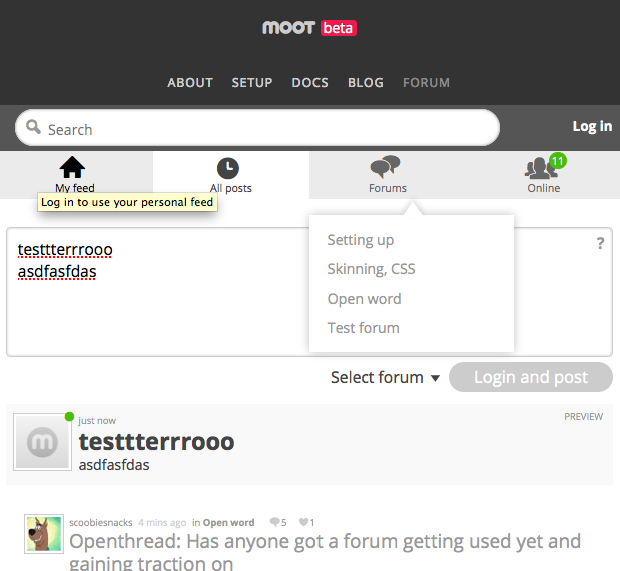 MOOT beta
ABOUT SETUP DOCS BLOG FORUM
Search
Log in
My feed
All posts
Forums
11
Online
Log in to use your personal feed
testtterrrooo
asdfasfdas
?
Setting up
Skinning, CSS
Open word
Test forum
Select forum
Login and post
m
just now
PREVIEW
testtterrrooo
asdfasfdas
scoobiesnacks 4 mins ago in Open word 5 1
Openthread: Has anyone got a forum getting used yet and
gaining traction on